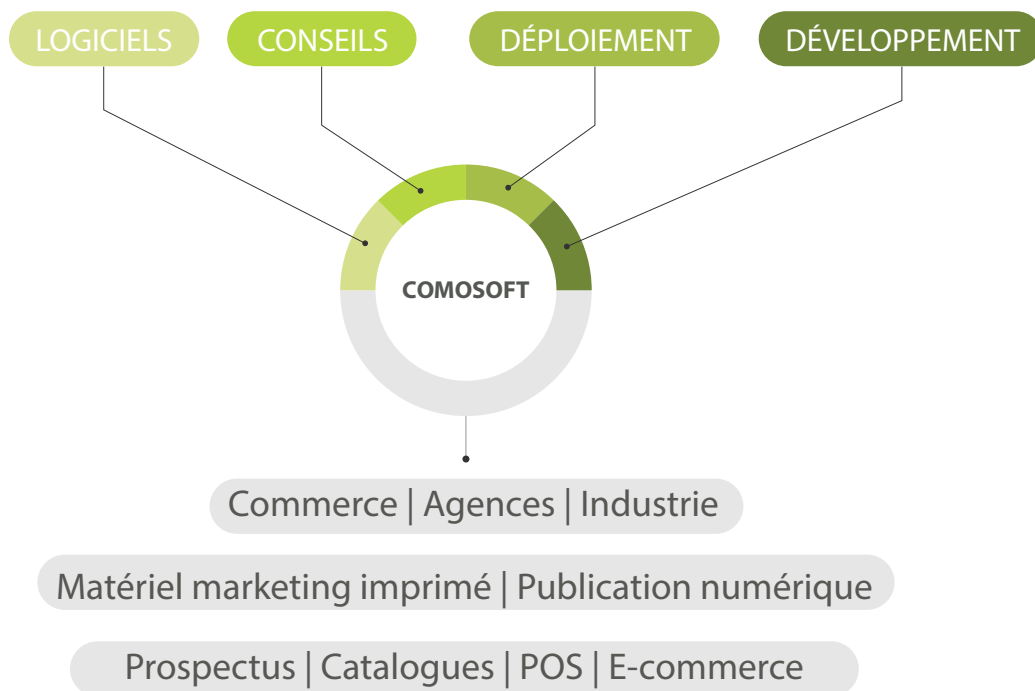 LOGICIELS CONSEILS DÉPLOIEMENT DÉVELOPPEMENT
COMOSOFT
Commerce | Agences | Industrie
Matériel marketing imprimé | Publication numérique
Prospectus | Catalogues | POS | E-commerce